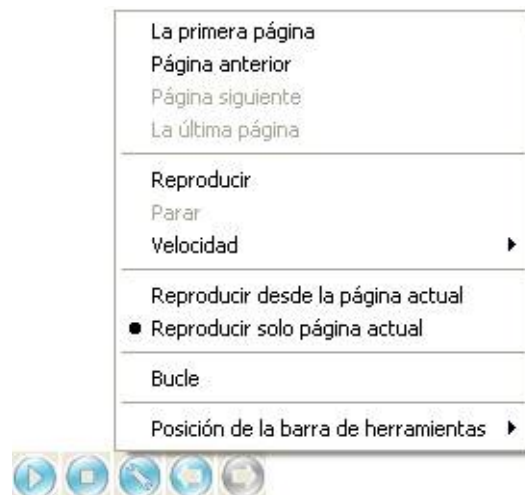 La primera página
Página anterior
Página siguiente
La última página
Reproducir
Parar
Velocidad
Reproducir desde la página actual
Reproducir solo página actual
Bucle
Posición de la barra de herramientas